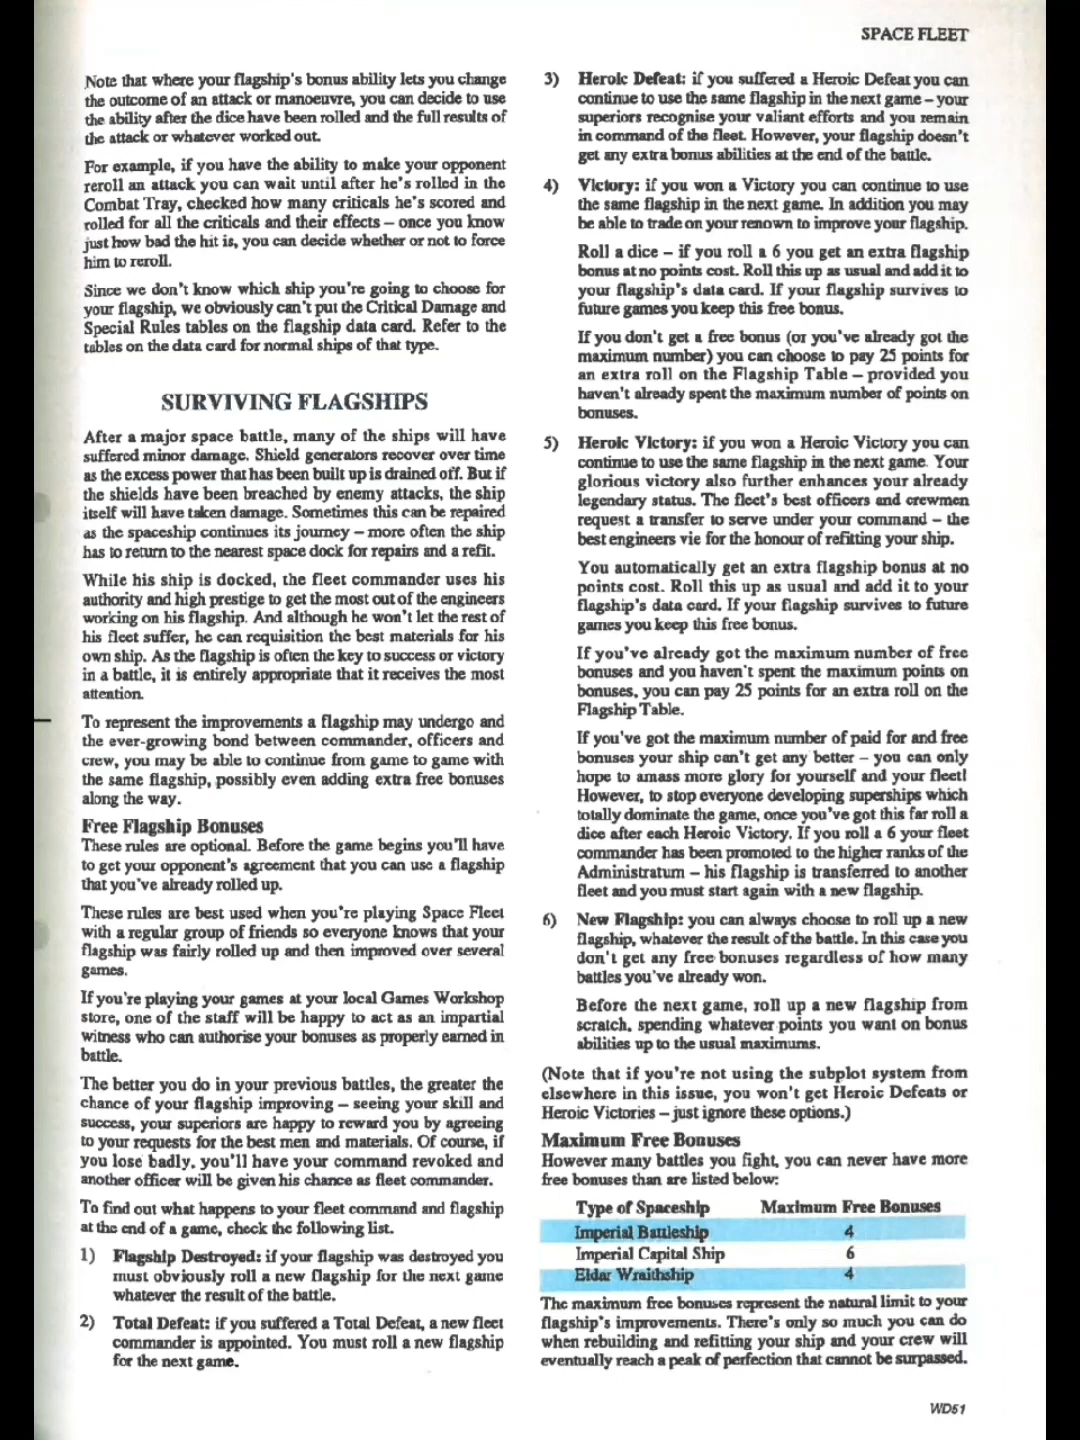 SPACE FLEET
Note that where your flagship's bonus ability lets you change
the outcome of an attack or manoeuvre, you can decide to use
the ability after the dice have been rolled and the full results of
the attack or whatever worked out.
For example, if you have the ability to make your opponent
reroll an attack you can wait until after he's rolled in the
Combat Tray, checked how many criticals he's scored and
rolled for all the criticals and their effects – once you know
just how bad the hit is, you can decide whether or not to force
him to reroll.
Since we don't know which ship you're going to choose for
your flagship, we obviously can't put the Critical Damage and
Special Rules tables on the flagship data card. Refer to the
tables on the data card for normal ships of that type.
SURVIVING FLAGSHIPS
After a major space battle, many of the ships will have
suffered minor damage. Shield generators recover over time
as the excess power that has been built up is drained off. But if
the shields have been breached by enemy attacks, the ship
itself will have taken damage. Sometimes this can be repaired
as the spaceship continues its journey – more often the ship
has to return to the nearest space dock for repairs and a refit.
While his ship is docked, the fleet commander uses his
authority and high prestige to get the most out of the engineers
working on his flagship. And although he won't let the rest of
his fleet suffer, he can requisition the best materials for his
own ship. As the flagship is often the key to success or victory
in a battle, it is entirely appropriate that it receives the most
attention.
To represent the improvements a flagship may undergo and
the ever-growing bond between commander, officers and
crew, you may be able to continue from game to game with
the same flagship, possibly even adding extra free bonuses
along the way.
Free Flagship Bonuses
These rules are optional. Before the game begins you'll have
to get your opponent's agreement that you can use a flagship
that you've already rolled up.
These rules are best used when you're playing Space Fleet
with a regular group of friends so everyone knows that your
flagship was fairly rolled up and then improved over several
games.
If you're playing your games at your local Games Workshop
store, one of the staff will be happy to act as an impartial
witness who can authorise your bonuses as properly earned in
battle.
The better you do in your previous battles, the greater the
chance of your flagship improving – seeing your skill and
success, your superiors are happy to reward you by agreeing
to your requests for the best men and materials. Of course, if
you lose badly, you'll have your command revoked and
another officer will be given his chance as fleet commander.
To find out what happens to your fleet command and flagship
at the end of a game, check the following list.
1) Flagship Destroyed: if your flagship was destroyed you
must obviously roll a new flagship for the next game
whatever the result of the battle.
2) Total Defeat: if you suffered a Total Defeat, a new fleet
commander is appointed. You must roll a new flagship
for the next game.
3) Heroic Defeat: if you suffered a Heroic Defeat you can
continue to use the same flagship in the next game – your
superiors recognise your valiant efforts and you remain
in command of the fleet. However, your flagship doesn't
get any extra bonus abilities at the end of the battle.
4) Victory: if you won a Victory you can continue to use
the same flagship in the next game. In addition you may
be able to trade on your renown to improve your flagship.
Roll a dice – if you roll a 6 you get an extra flagship
bonus at no points cost. Roll this up as usual and add it to
your flagship's data card. If your flagship survives to
future games you keep this free bonus.
If you don't get a free bonus (or you've already got the
maximum number) you can choose to pay 25 points for
an extra roll on the Flagship Table – provided you
haven't already spent the maximum number of points on
bonuses.
5) Heroic Victory: if you won a Heroic Victory you can
continue to use the same flagship in the next game. Your
glorious victory also further enhances your already
legendary status. The fleet's best officers and crewmen
request a transfer to serve under your command – the
best engineers vie for the honour of refitting your ship.
You automatically get an extra flagship bonus at no
points cost. Roll this up as usual and add it to your
flagship's data card. If your flagship survives to future
games you keep this free bonus.
If you've already got the maximum number of free
bonuses and you haven't spent the maximum points on
bonuses, you can pay 25 points for an extra roll on the
Flagship Table.
If you've got the maximum number of paid for and free
bonuses your ship can't get any better – you can only
hope to amass more glory for yourself and your fleet!
However, to stop everyone developing superships which
totally dominate the game, once you've got this far roll a
dice after each Heroic Victory. If you roll a 6 your fleet
commander has been promoted to the higher ranks of the
Administratum – his flagship is transferred to another
fleet and you must start again with a new flagship.
6) New Flagship: you can always choose to roll up a new
flagship, whatever the result of the battle. In this case you
don't get any free bonuses regardless of how many
battles you've already won.
Before the next game, roll up a new flagship from
scratch, spending whatever points you want on bonus
abilities up to the usual maximums.
(Note that if you're not using the subplot system from
elsewhere in this issue, you won't get Heroic Defeats or
Heroic Victories – just ignore these options.)
Maximum Free Bonuses
However many battles you fight, you can never have more
free bonuses than are listed below:
Type of Spaceship Maximum Free Bonuses
Imperial Battleship 4
Imperial Capital Ship 6
Eldar Wraithship 4
The maximum free bonuses represent the natural limit to your
flagship's improvements. There's only so much you can do
when rebuilding and refitting your ship and your crew will
eventually reach a peak of perfection that cannot be surpassed.
WD51